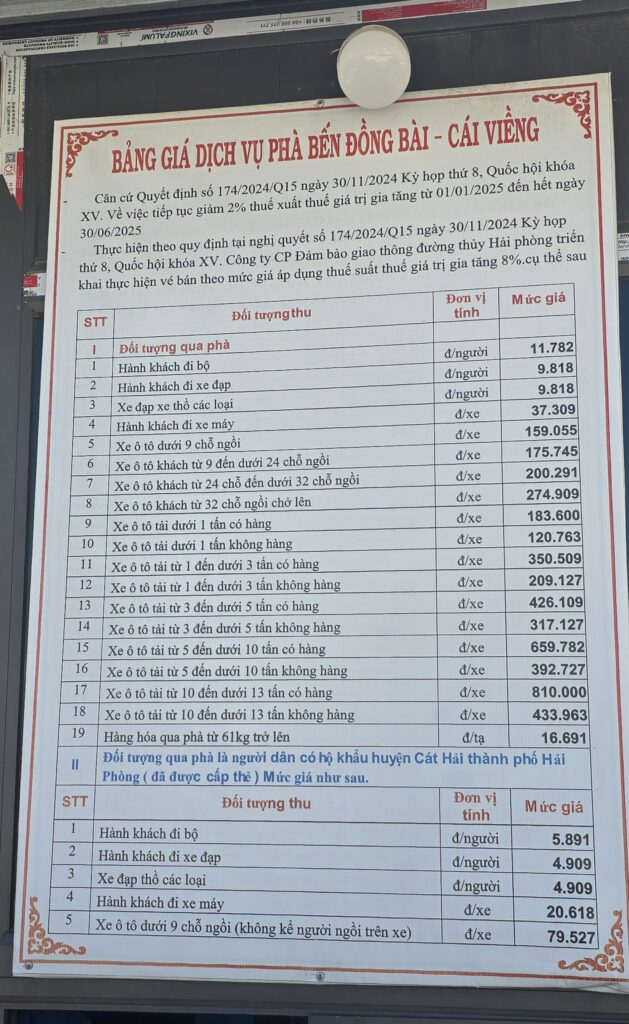 VIXINGFALUMI
BẢNG GIÁ DỊCH VỤ PHÀ BẾN ĐỒNG BÀI - CÁI VIỀNG
- Căn cứ Quyết định số 174/2024/Q15 ngày 30/11/2024 Kỳ họp thứ 8, Quốc hội khóa
XV. Về việc tiếp tục giảm 2% thuế xuất thuế giá trị gia tăng từ 01/01/2025 đến hết ngày
30/06/2025
- Thực hiện theo quy định tại nghị quyết số 174/2024/Q15 ngày 30/11/2024 Kỳ họp
thứ 8, Quốc hội khóa XV. Công ty CP Đảm bảo giao thông đường thủy Hải phòng triển
khai thực hiện vé bán theo mức giá áp dụng thuế suất thuế giá trị gia tăng 8%.cụ thể sau
STT Đối tượng thu Đơn vị tính Mức giá
I Đối tượng qua phà
1 Hành khách đi bộ đ/người 11.782
2 Hành khách đi xe đạp đ/người 9.818
3 Xe đạp xe thồ các loại đ/người 9.818
4 Hành khách đi xe máy đ/xe 37.309
5 Xe ô tô dưới 9 chỗ ngồi đ/xe 159.055
6 Xe ô tô khách từ 9 đến dưới 24 chỗ ngồi đ/xe 175.745
7 Xe ô tô khách từ 24 chỗ đến dưới 32 chỗ ngồi đ/xe 200.291
8 Xe ô tô khách từ 32 chỗ ngồi chở lên đ/xe 274.909
9 Xe ô tô tải dưới 1 tấn có hàng đ/xe 183.600
10 Xe ô tô tải dưới 1 tấn không hàng đ/xe 120.763
11 Xe ô tô tải từ 1 đến dưới 3 tấn có hàng đ/xe 350.509
12 Xe ô tô tải từ 1 đến dưới 3 tấn không hàng đ/xe 209.127
13 Xe ô tô tải từ 3 đến dưới 5 tấn có hàng đ/xe 426.109
14 Xe ô tô tải từ 3 đến dưới 5 tấn không hàng đ/xe 317.127
15 Xe ô tô tải từ 5 đến dưới 10 tấn có hàng đ/xe 659.782
16 Xe ô tô tải từ 5 đến dưới 10 tấn không hàng đ/xe 392.727
17 Xe ô tô tải từ 10 đến dưới 13 tấn có hàng đ/xe 810.000
18 Xe ô tô tải từ 10 đến dưới 13 tấn không hàng đ/xe 433.963
19 Hàng hóa qua phà từ 61kg trở lên đ/tạ 16.691
II Đối tượng qua phà là người dân có hộ khẩu huyện Cát Hải thành phố Hải
Phòng ( đã được cấp thẻ ) Mức giá như sau.
STT Đối tượng thu Đơn vị tính Mức giá
1 Hành khách đi bộ đ/người 5.891
2 Hành khách đi xe đạp đ/người 4.909
3 Xe đạp thồ các loại đ/người 4.909
4 Hành khách đi xe máy đ/xe 20.618
5 Xe ô tô dưới 9 chỗ ngồi (không kể người ngồi trên xe) đ/xe 79.527